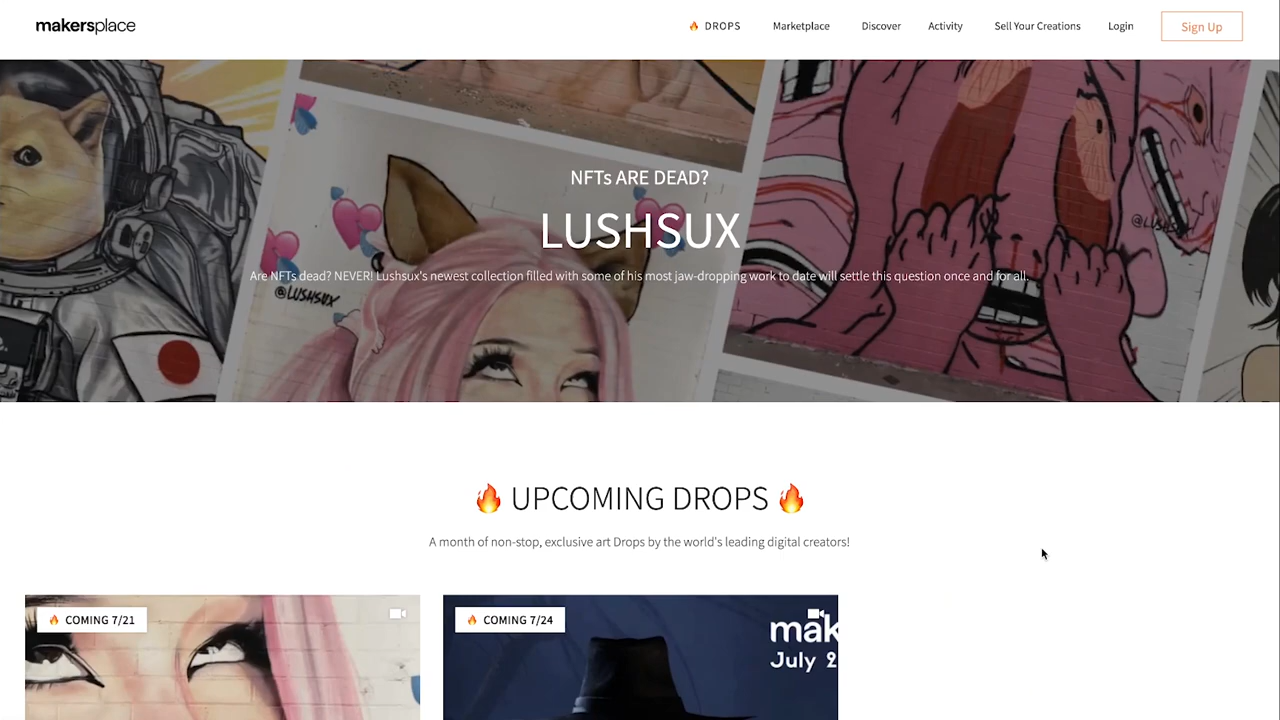 makersplace
🔥 DROPS
Marketplace
Discover
Activity
Sell Your Creations
Login
Sign Up
NFTs ARE DEAD?
LUSHSUX
Are NFTs dead? NEVER! Lushsux's newest collection filled with some of his most jaw-dropping work to date will settle this question once and for all.
@LUSHSUX
@LUSHSUX
🔥 UPCOMING DROPS 🔥
A month of non-stop, exclusive art Drops by the world's leading digital creators!
🔥 COMING 7/21
🔥 COMING 7/24
mak
July 2